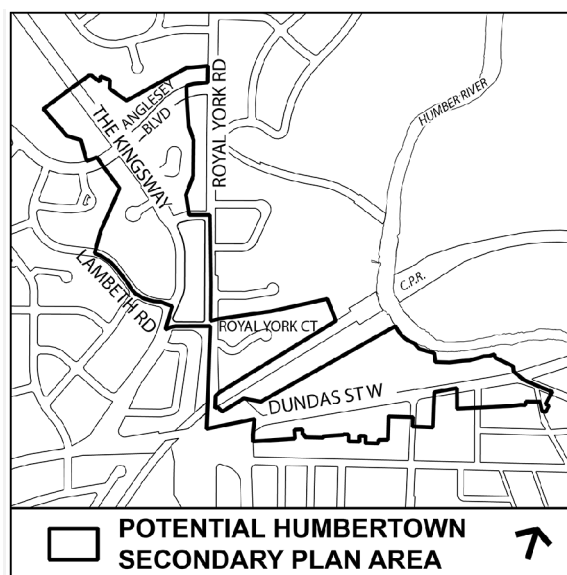 ROYAL YORK RD
HUMBER RIVER
ANGLESEY
BLVD
THE KINGSWAY
LAMBETH RD
C.P.R.
ROYAL YORK CT
DUNDAS ST W
POTENTIAL HUMBERTOWN
SECONDARY PLAN AREA